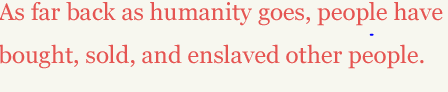 As far back as humanity goes, people have
bought, sold, and enslaved other people.